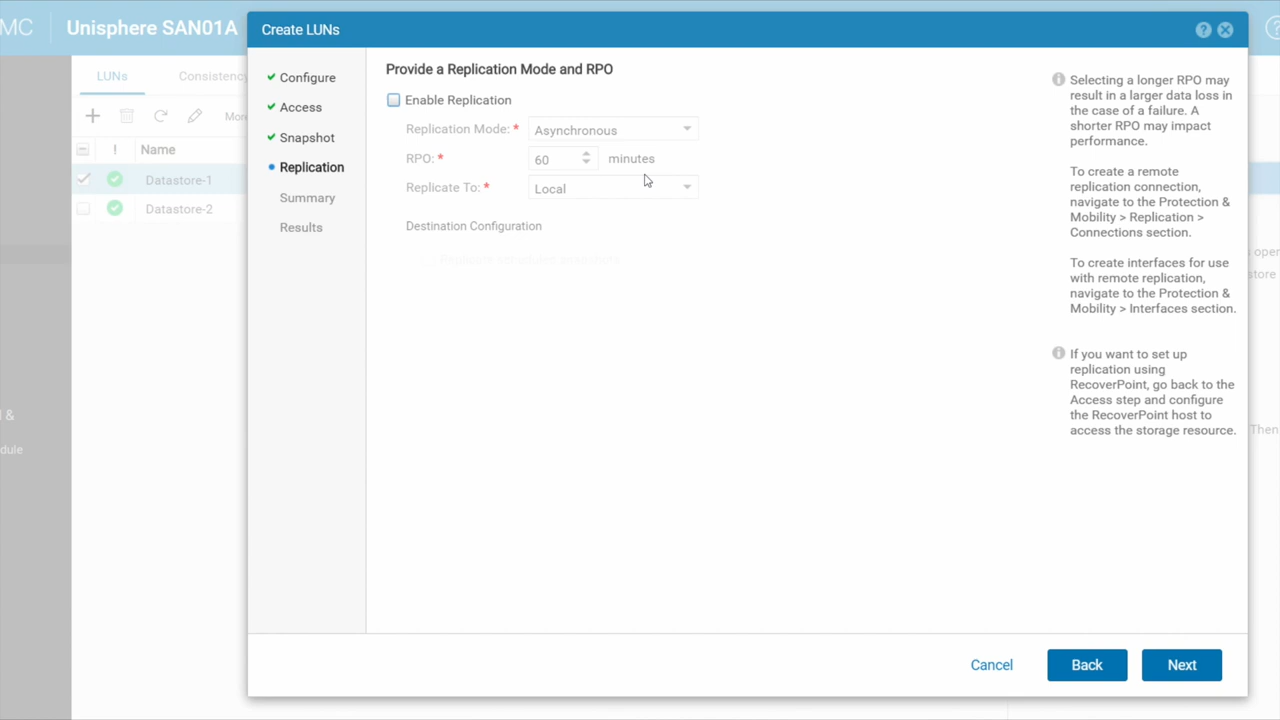 MC
Unisphere SAN01A
Create LUNs
LUNs
Consistency
Mor
! Name
Datastore-1
Datastore-2
l &
dule
Configure
Access
Snapshot
Replication
Summary
Results
Provide a Replication Mode and RPO
Enable Replication
Replication Mode: * Asynchronous
RPO: * 60 minutes
Replicate To: * Local
Destination Configuration
Selecting a longer RPO may
result in a larger data loss in
the case of a failure. A
shorter RPO may impact
performance.
To create a remote
replication connection,
navigate to the Protection &
Mobility > Replication >
Connections section.
To create interfaces for use
with remote replication,
navigate to the Protection &
Mobility > Interfaces section.
If you want to set up
replication using
RecoverPoint, go back to the
Access step and configure
the RecoverPoint host to
access the storage resource.
s oper
store
Then
Cancel
Back
Next